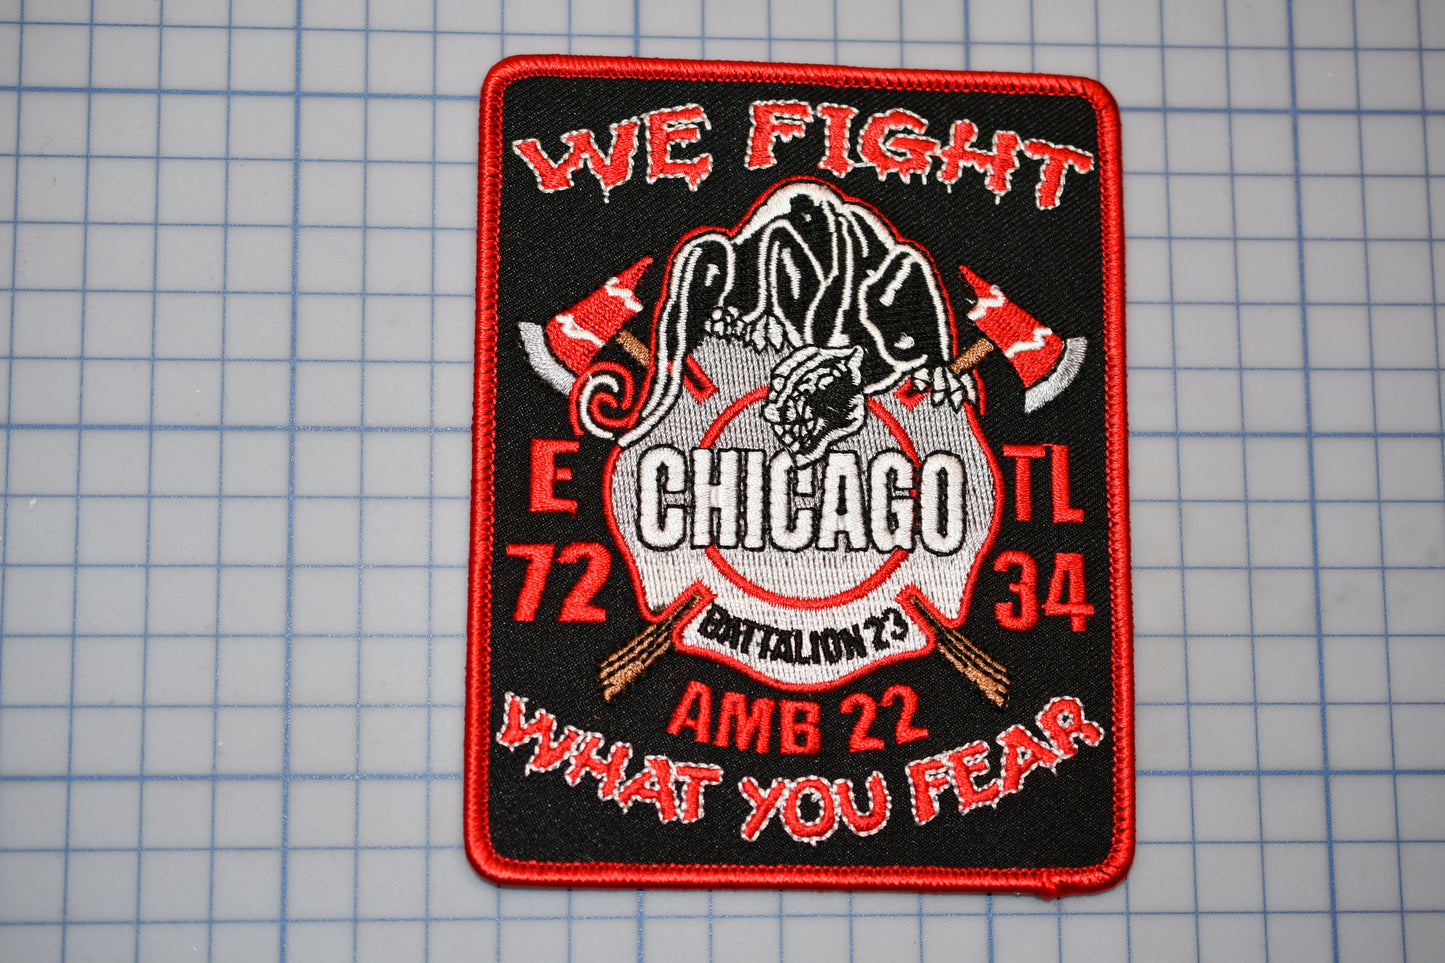 WE FIGHT
CHICAGO
E
72
TL
34
BATTALION 23
AMB 22
WHAT YOU FEAR